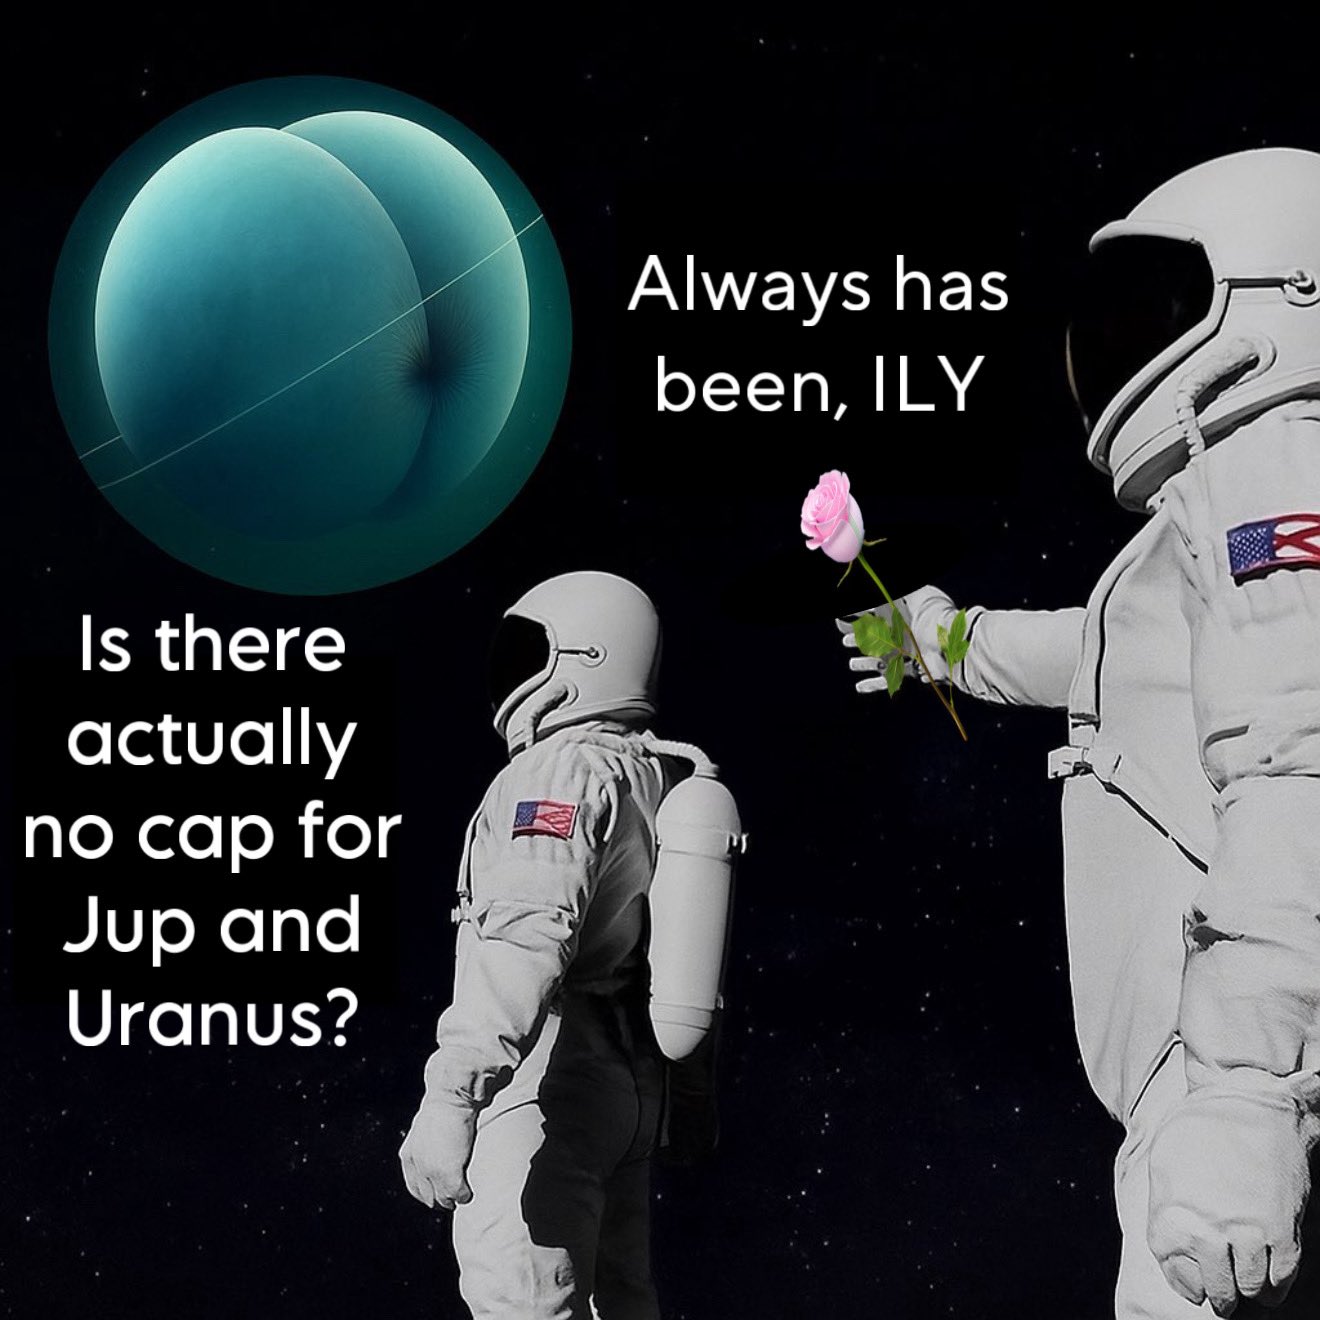 Always has
been, ILY
Is there
actually
no cap for
Jup and
Uranus?